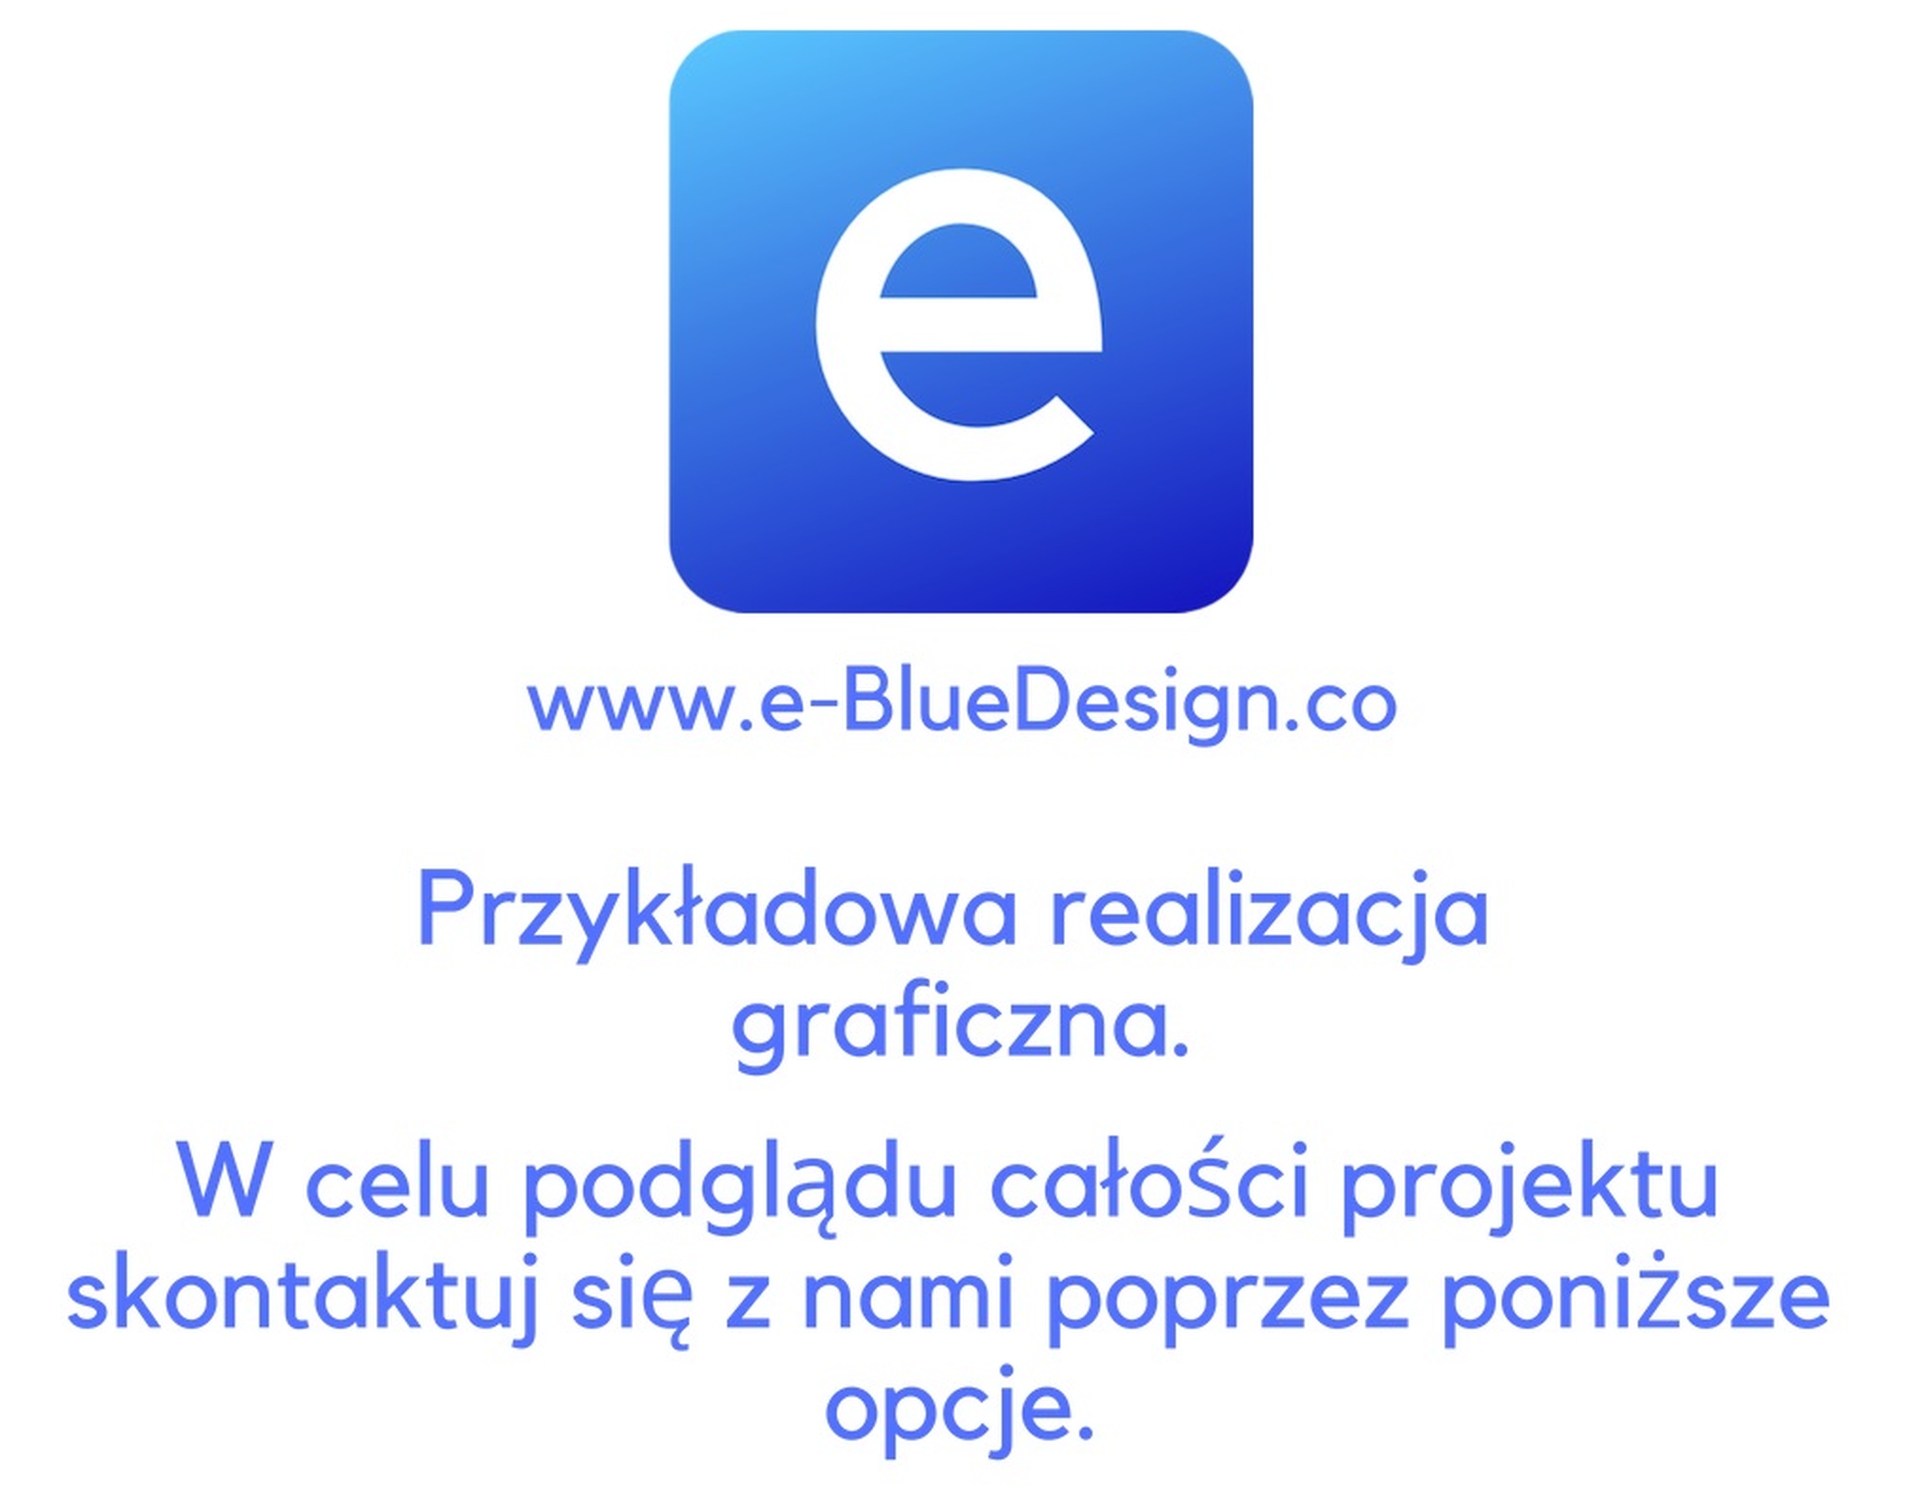 e
www.e-BlueDesign.co
Przykładowa realizacja
graficzna.
W celu podglądu całości projektu
skontaktuj się z nami poprzez poniższe
opcje.